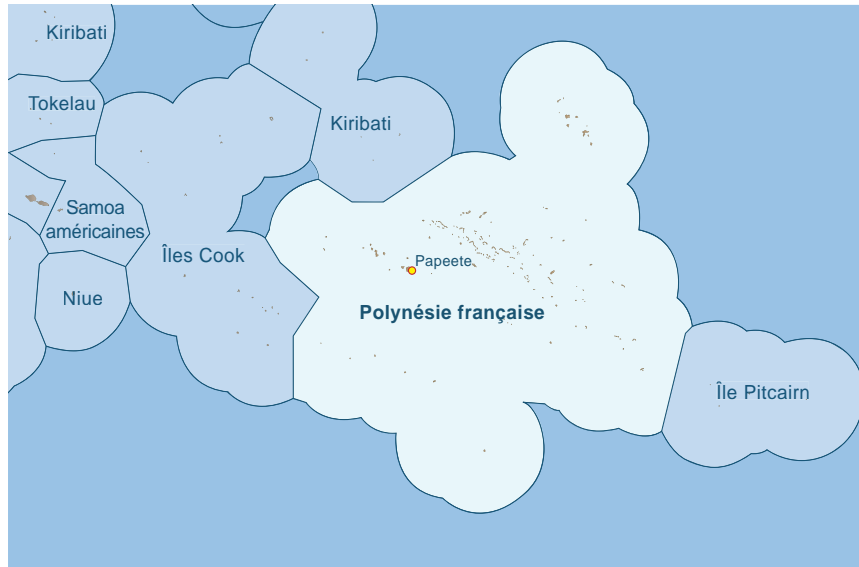 Kiribati
Tokelau
Kiribati
Samoa
américaines
Îles Cook
Papeete
Niue
Polynésie française
Île Pitcairn